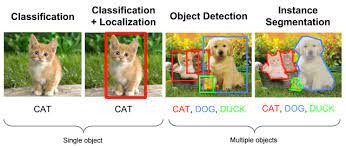 Classification
Classification
+ Localization
Object Detection
Instance
Segmentation
CAT
CAT
CAT, DOG, DUCK
CAT, DOG, DUCK
Single object
Multiple objects